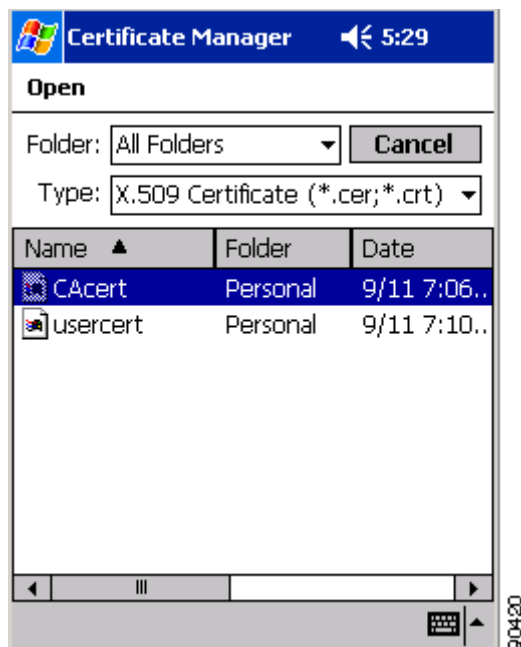 Certificate Manager 5:29
Open
Folder: All Folders Cancel
Type: X.509 Certificate (*.cer;*.crt)
Name Folder Date
CAcert Personal 9/11 7:06..
usercert Personal 9/11 7:10..
90420